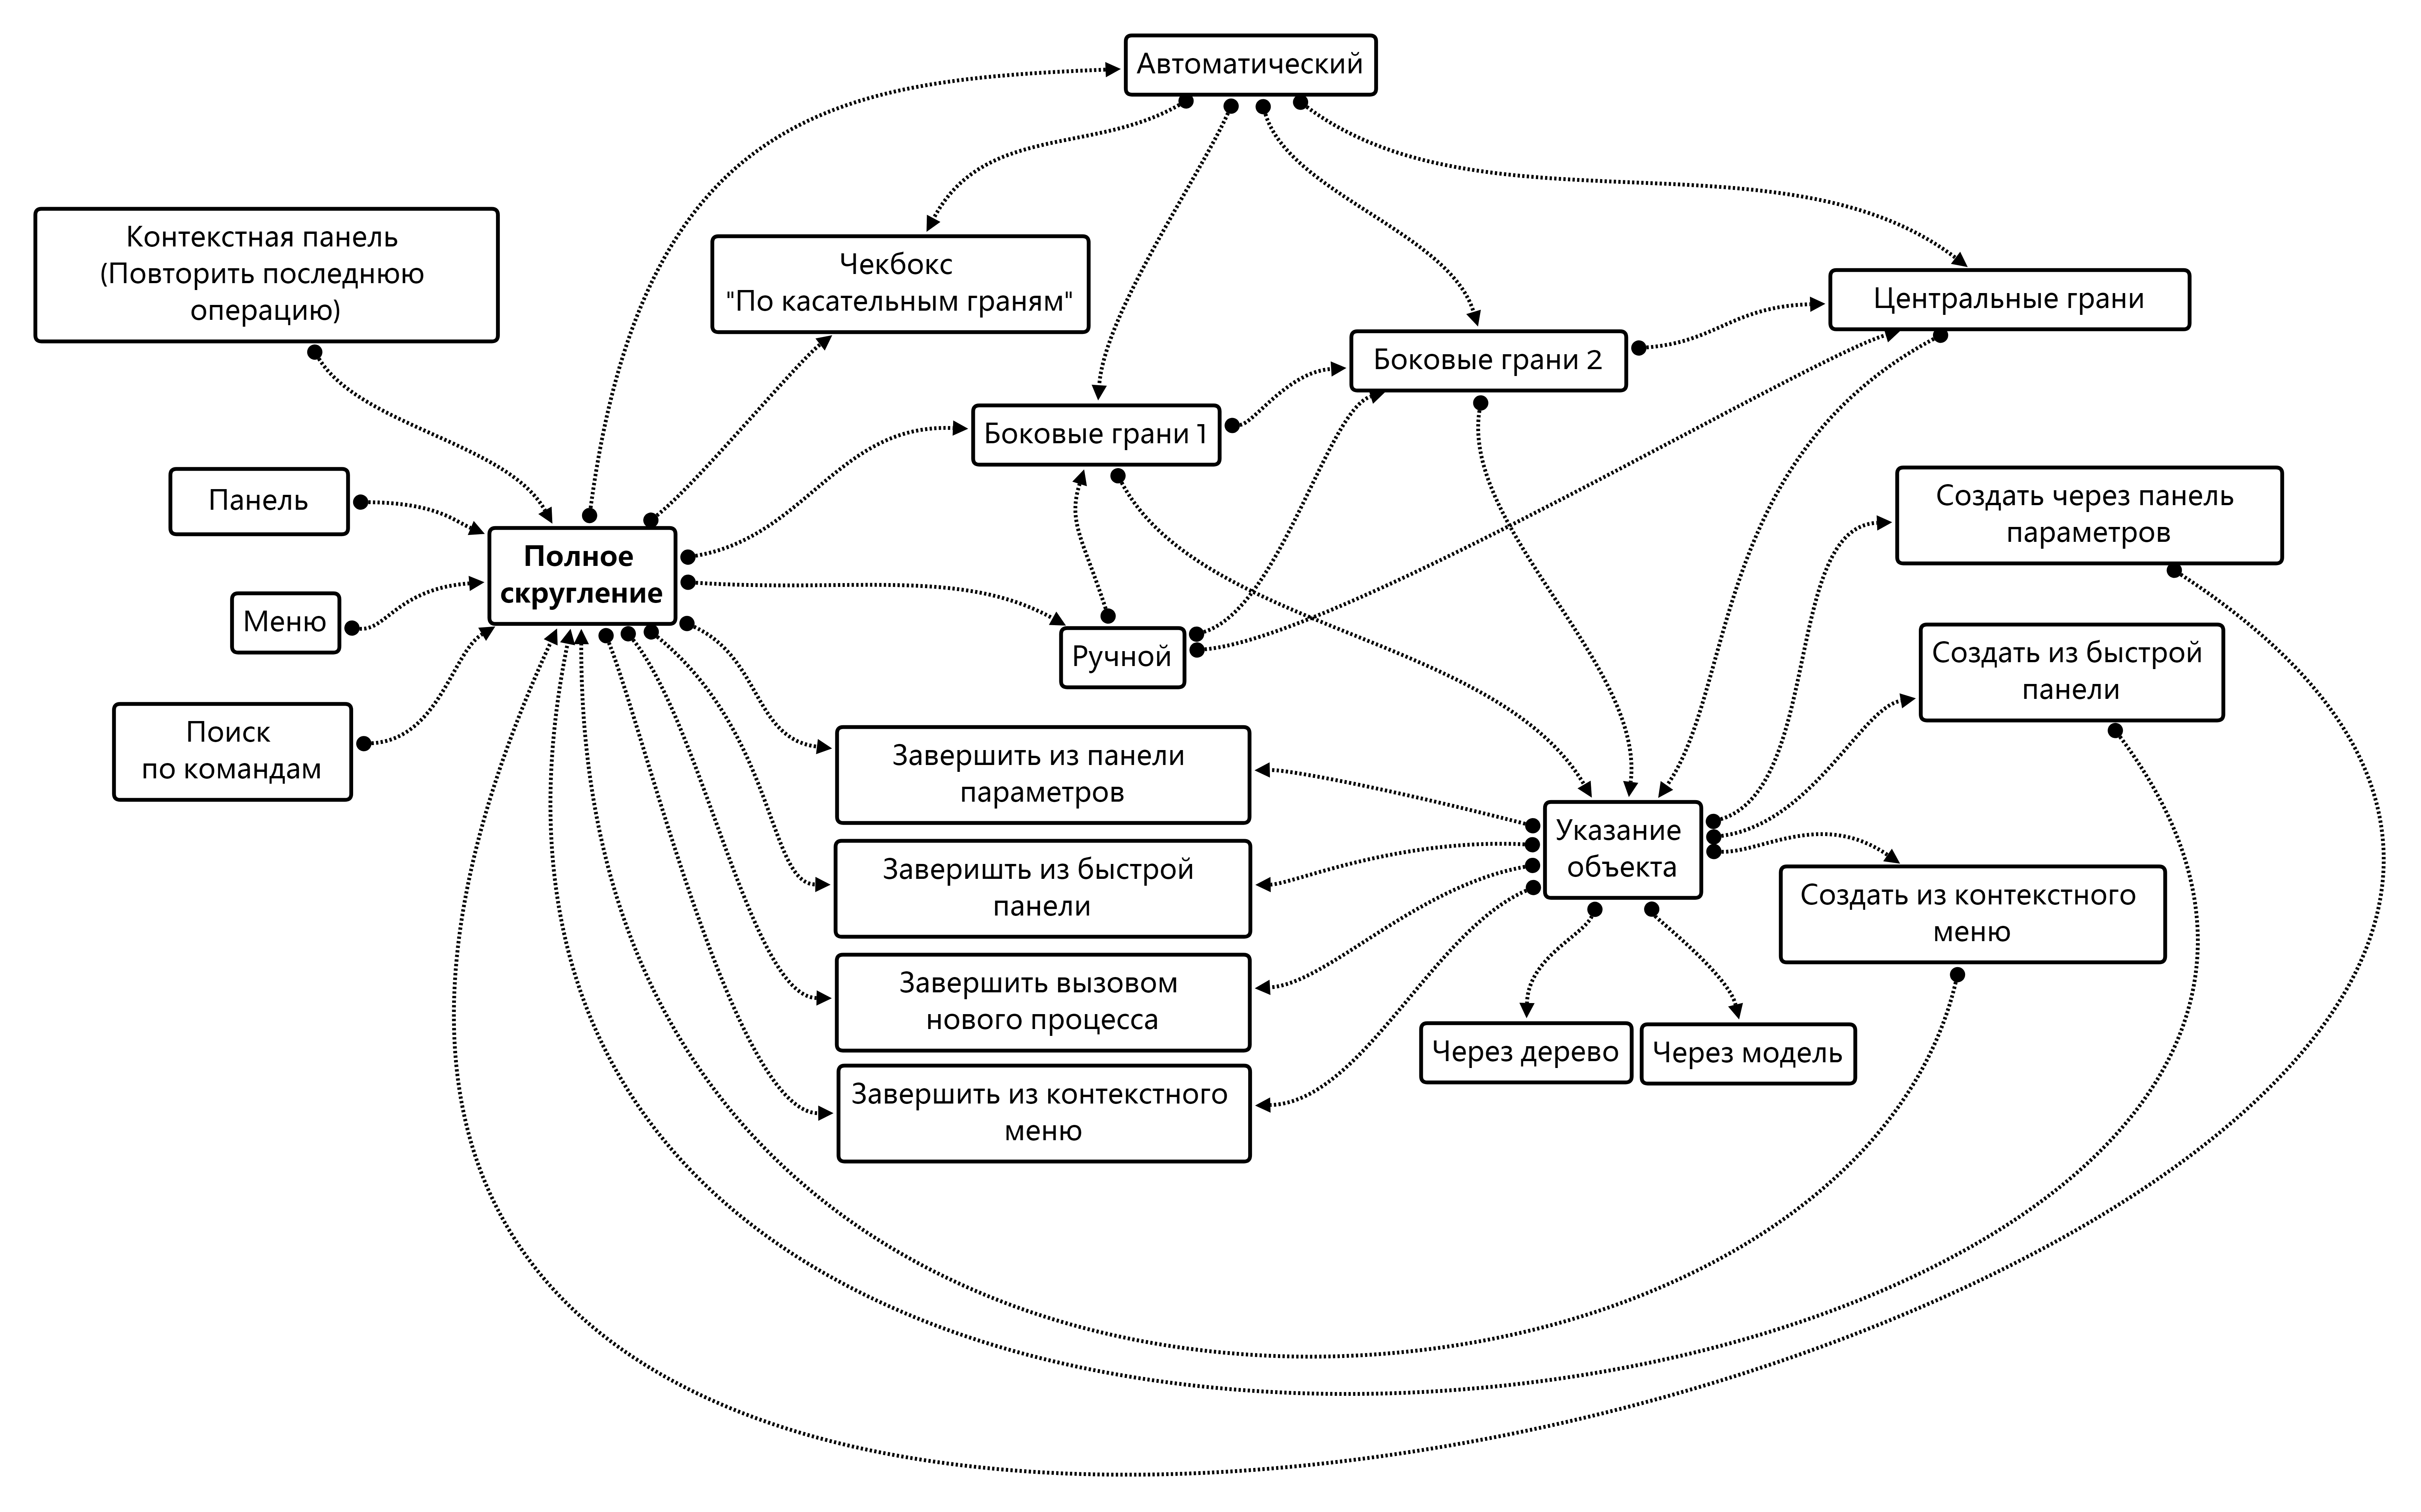 Автоматический
Контекстная панель
(Повторить последнюю
операцию)
Чекбокс
"По касательным граням"
Центральные грани
Боковые грани 2
Боковые грани 1
Панель
Создать через панель
параметров
Полное
скругление
Меню
Ручной
Создать из быстрой
панели
Поиск
по командам
Завершить из панели
параметров
Указание
объекта
Заверишть из быстрой
панели
Создать из контекстного
меню
Завершить вызовом
нового процесса
Через дерево
Через модель
Завершить из контекстного
меню